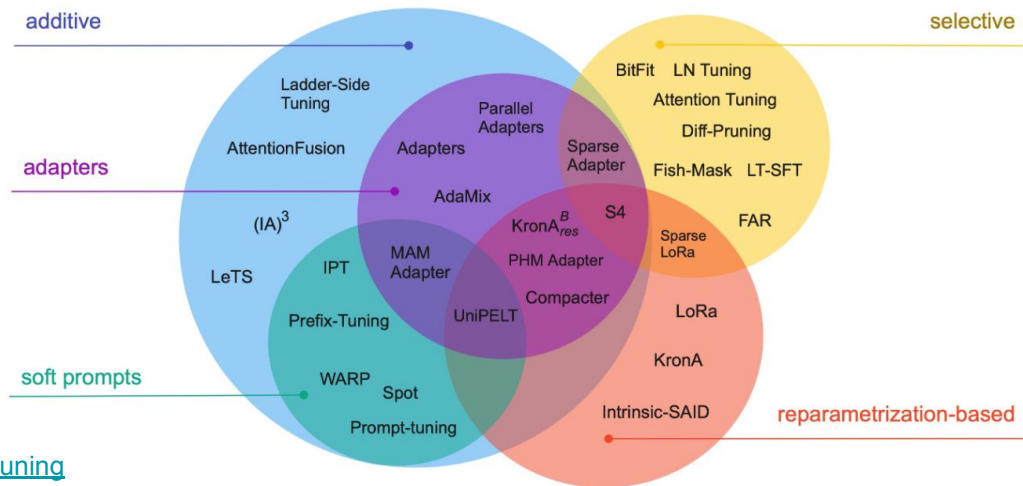 additive
selective
BitFit
LN Tuning
Ladder-Side
Tuning
Attention Tuning
Parallel
Adapters
Diff-Pruning
AttentionFusion
Adapters
Sparse
Adapter
adapters
Fish-Mask
LT-SFT
AdaMix
(IA)³
KronA^B_res
S4
FAR
Sparse
LoRa
MAM
Adapter
IPT
PHM Adapter
LeTS
Compacter
UniPELT
LoRa
Prefix-Tuning
KronA
soft prompts
WARP
Spot
Intrinsic-SAID
reparametrization-based
Prompt-tuning
uning